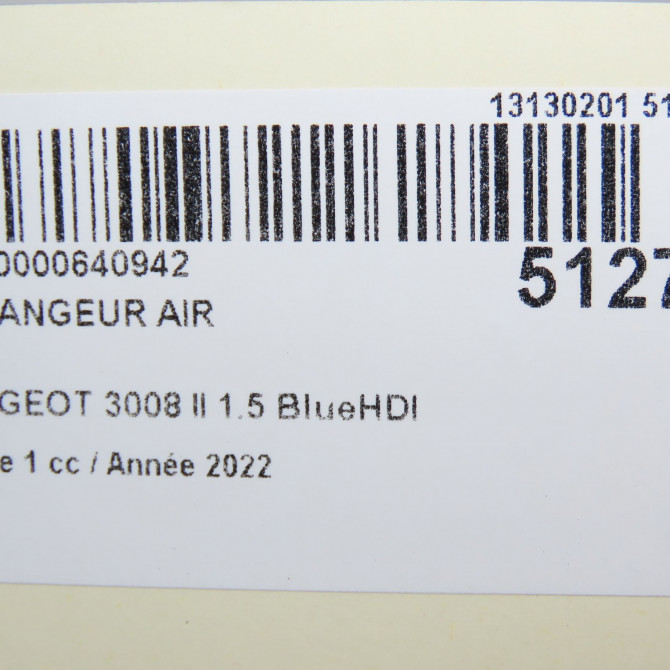 13130201 51
0000640942
5127
ANGEUR AIR
GEOT 3008 II 1.5 BlueHDI
e 1 cc / Année 2022